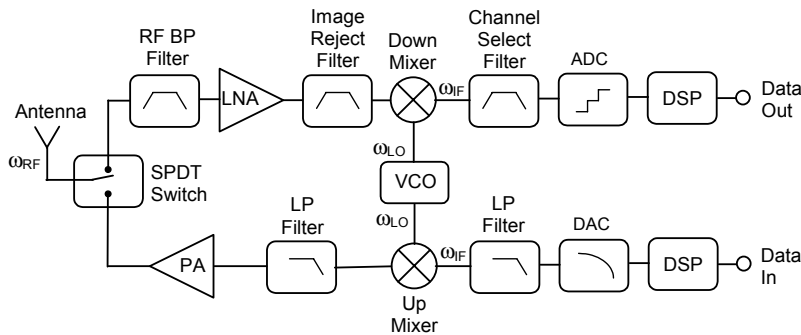 RF BP
Filter
Image
Reject
Filter
Down
Mixer
Channel
Select
Filter
ADC
LNA
ωIF
DSP
Data
Out
Antenna
ωRF
SPDT
Switch
ωLO
VCO
ωLO
LP
Filter
LP
Filter
DAC
PA
ωIF
DSP
Data
In
Up
Mixer